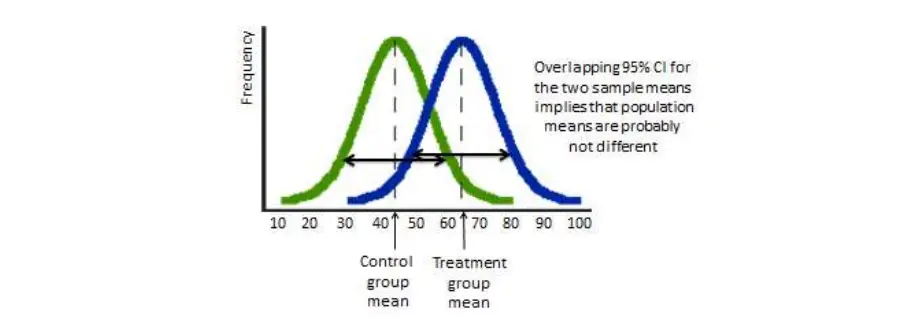 Frequency
Overlapping 95% CI for
the two sample means
implies that population
means are probably
not different
10 20 30 40 50 60 70 80 90 100
Control
group
mean
Treatment
group
mean